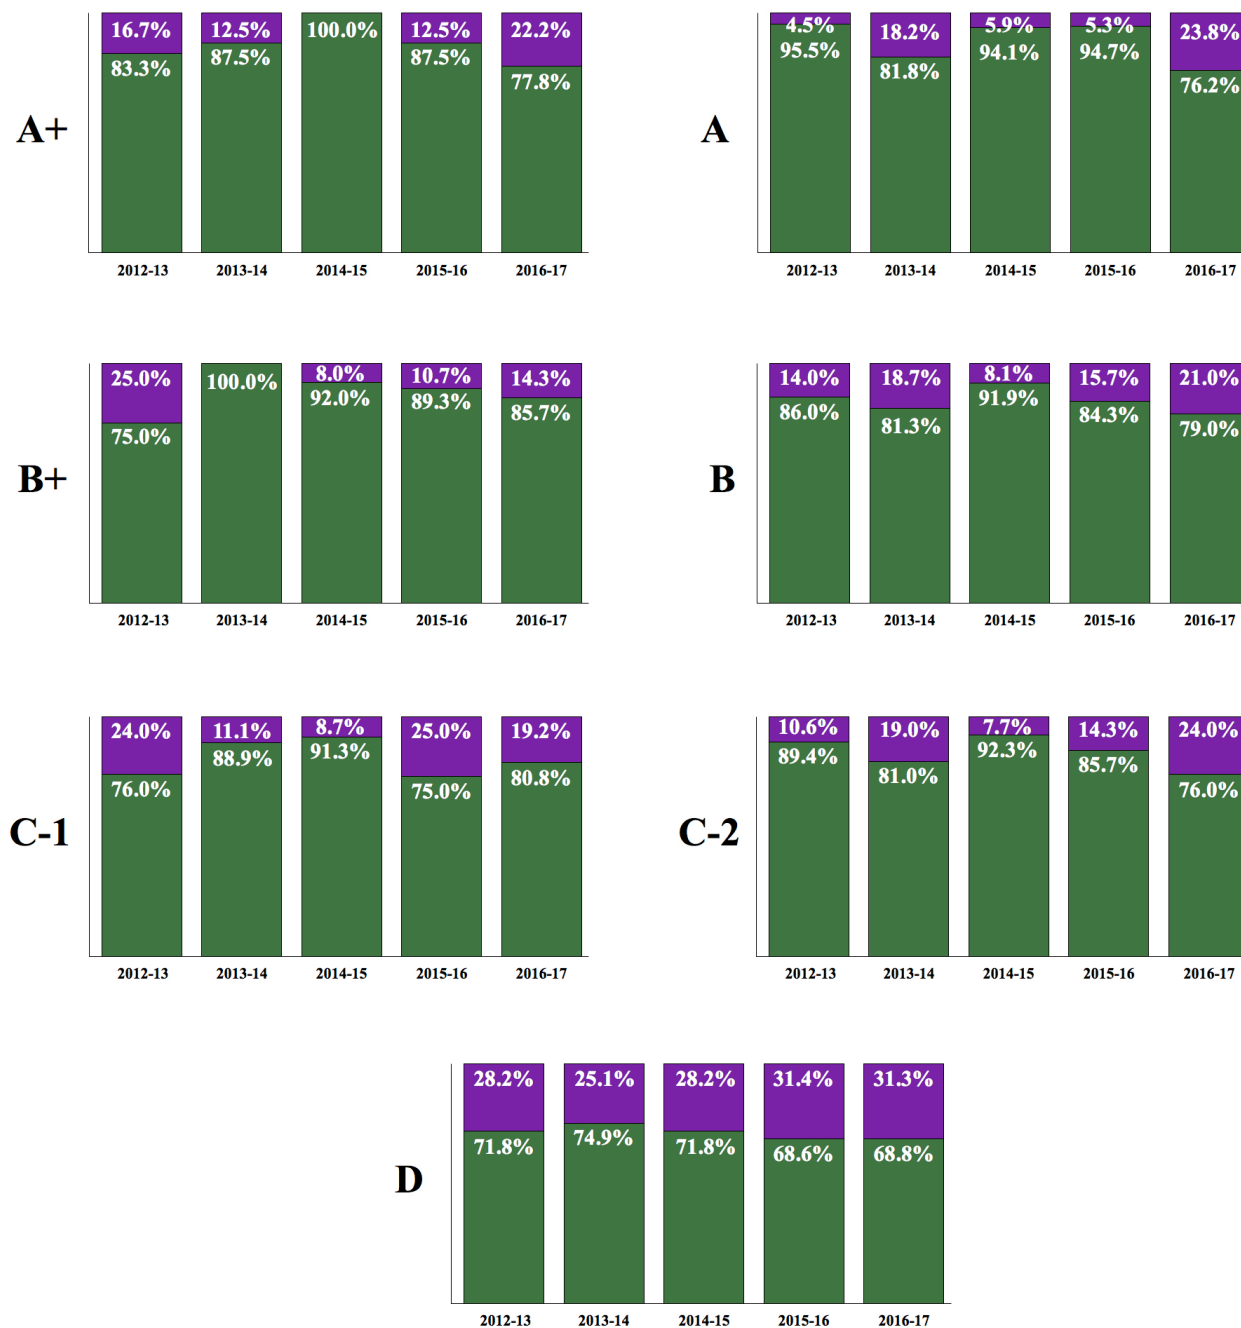 16.7% 12.5% 100.0% 12.5% 22.2%
83.3% 87.5% 87.5% 77.8%
A+
2012-13 2013-14 2014-15 2015-16 2016-17
4.5% 18.2% 5.9% 5.3% 23.8%
95.5% 81.8% 94.1% 94.7% 76.2%
A
2012-13 2013-14 2014-15 2015-16 2016-17
25.0% 100.0% 8.0% 10.7% 14.3%
75.0% 92.0% 89.3% 85.7%
B+
2012-13 2013-14 2014-15 2015-16 2016-17
14.0% 18.7% 8.1% 15.7% 21.0%
86.0% 81.3% 91.9% 84.3% 79.0%
B
2012-13 2013-14 2014-15 2015-16 2016-17
24.0% 11.1% 8.7% 25.0% 19.2%
76.0% 88.9% 91.3% 75.0% 80.8%
C-1
2012-13 2013-14 2014-15 2015-16 2016-17
10.6% 19.0% 7.7% 14.3% 24.0%
89.4% 81.0% 92.3% 85.7% 76.0%
C-2
2012-13 2013-14 2014-15 2015-16 2016-17
28.2% 25.1% 28.2% 31.4% 31.3%
71.8% 74.9% 71.8% 68.6% 68.8%
D
2012-13 2013-14 2014-15 2015-16 2016-17